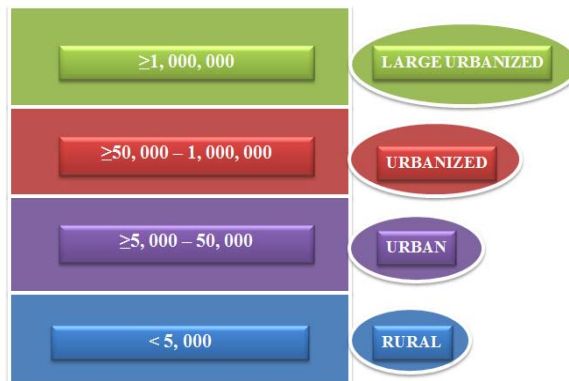 ≥1, 000, 000 LARGE URBANIZED
≥50, 000 – 1, 000, 000 URBANIZED
≥5, 000 – 50, 000 URBAN
< 5, 000 RURAL